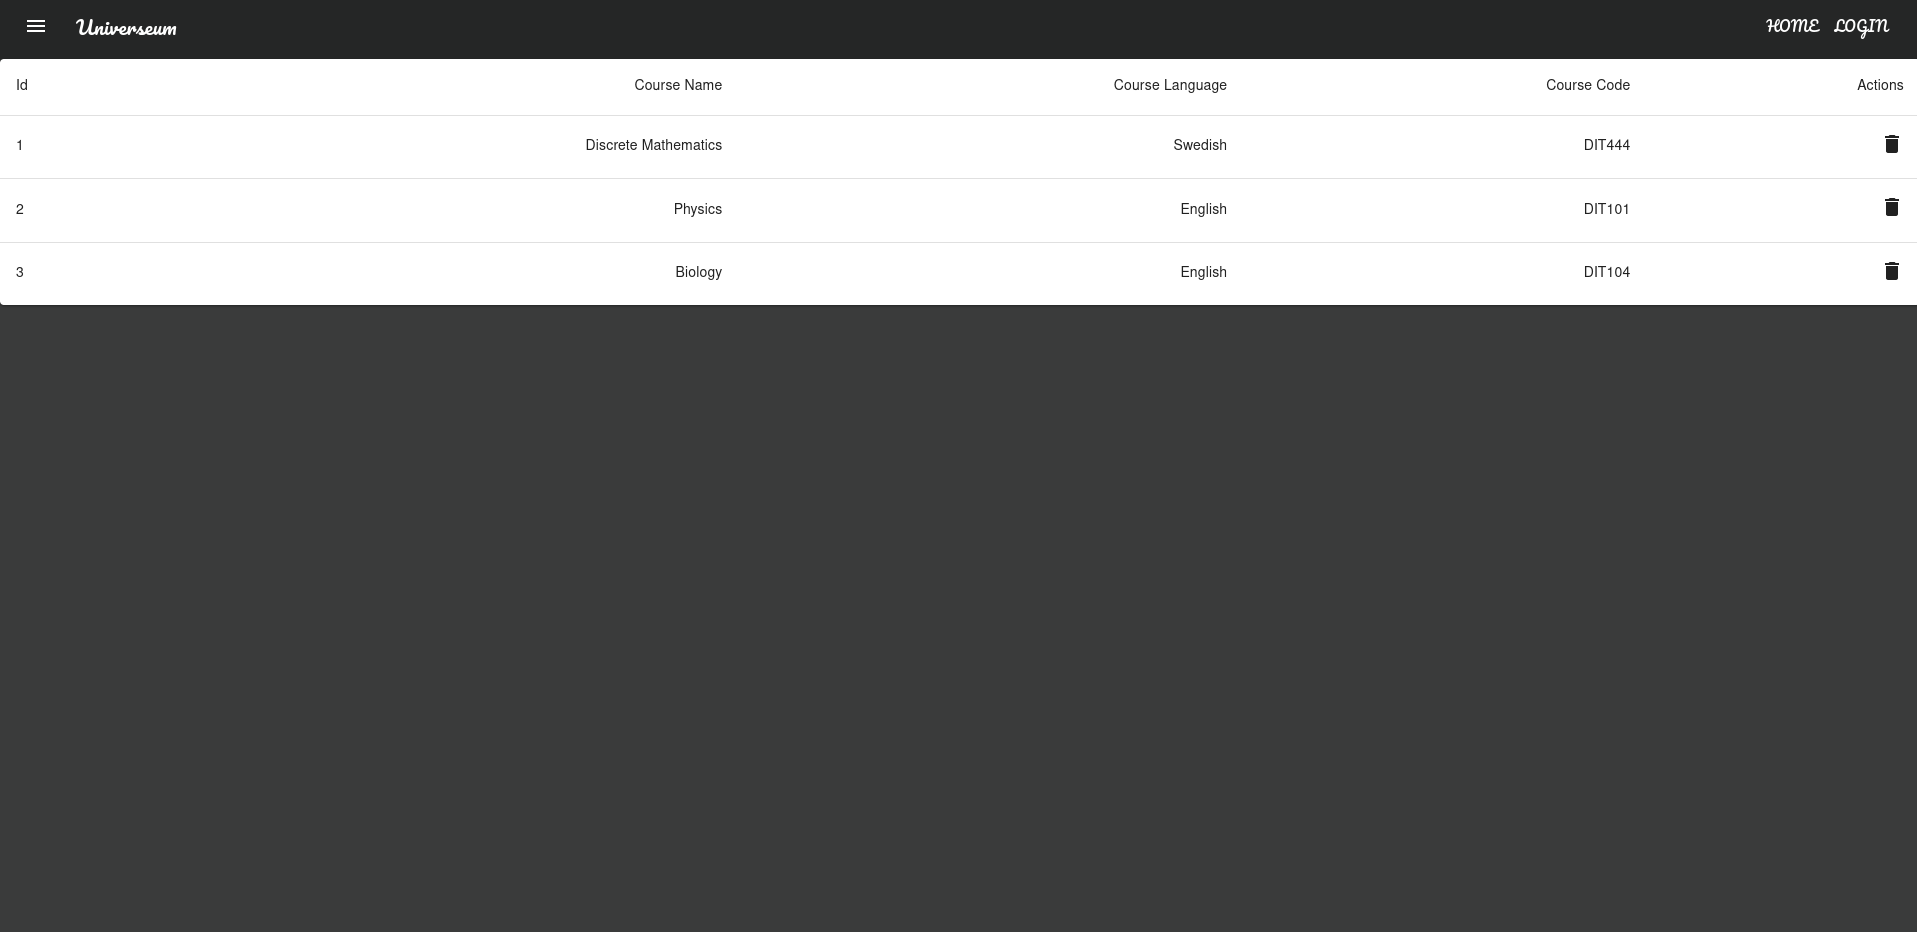 Universeum HOME LOGIN
Id Course Name Course Language Course Code Actions
1 Discrete Mathematics Swedish DIT444
2 Physics English DIT101
3 Biology English DIT104